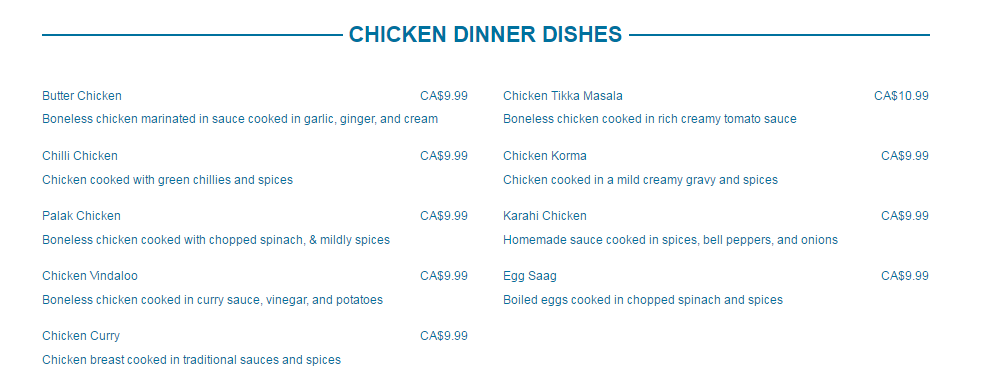 CHICKEN DINNER DISHES
Butter Chicken CA$9.99
Boneless chicken marinated in sauce cooked in garlic, ginger, and cream
Chilli Chicken CA$9.99
Chicken cooked with green chillies and spices
Palak Chicken CA$9.99
Boneless chicken cooked with chopped spinach, & mildly spices
Chicken Vindaloo CA$9.99
Boneless chicken cooked in curry sauce, vinegar, and potatoes
Chicken Curry CA$9.99
Chicken breast cooked in traditional sauces and spices
Chicken Tikka Masala CA$10.99
Boneless chicken cooked in rich creamy tomato sauce
Chicken Korma CA$9.99
Chicken cooked in a mild creamy gravy and spices
Karahi Chicken CA$9.99
Homemade sauce cooked in spices, bell peppers, and onions
Egg Saag CA$9.99
Boiled eggs cooked in chopped spinach and spices